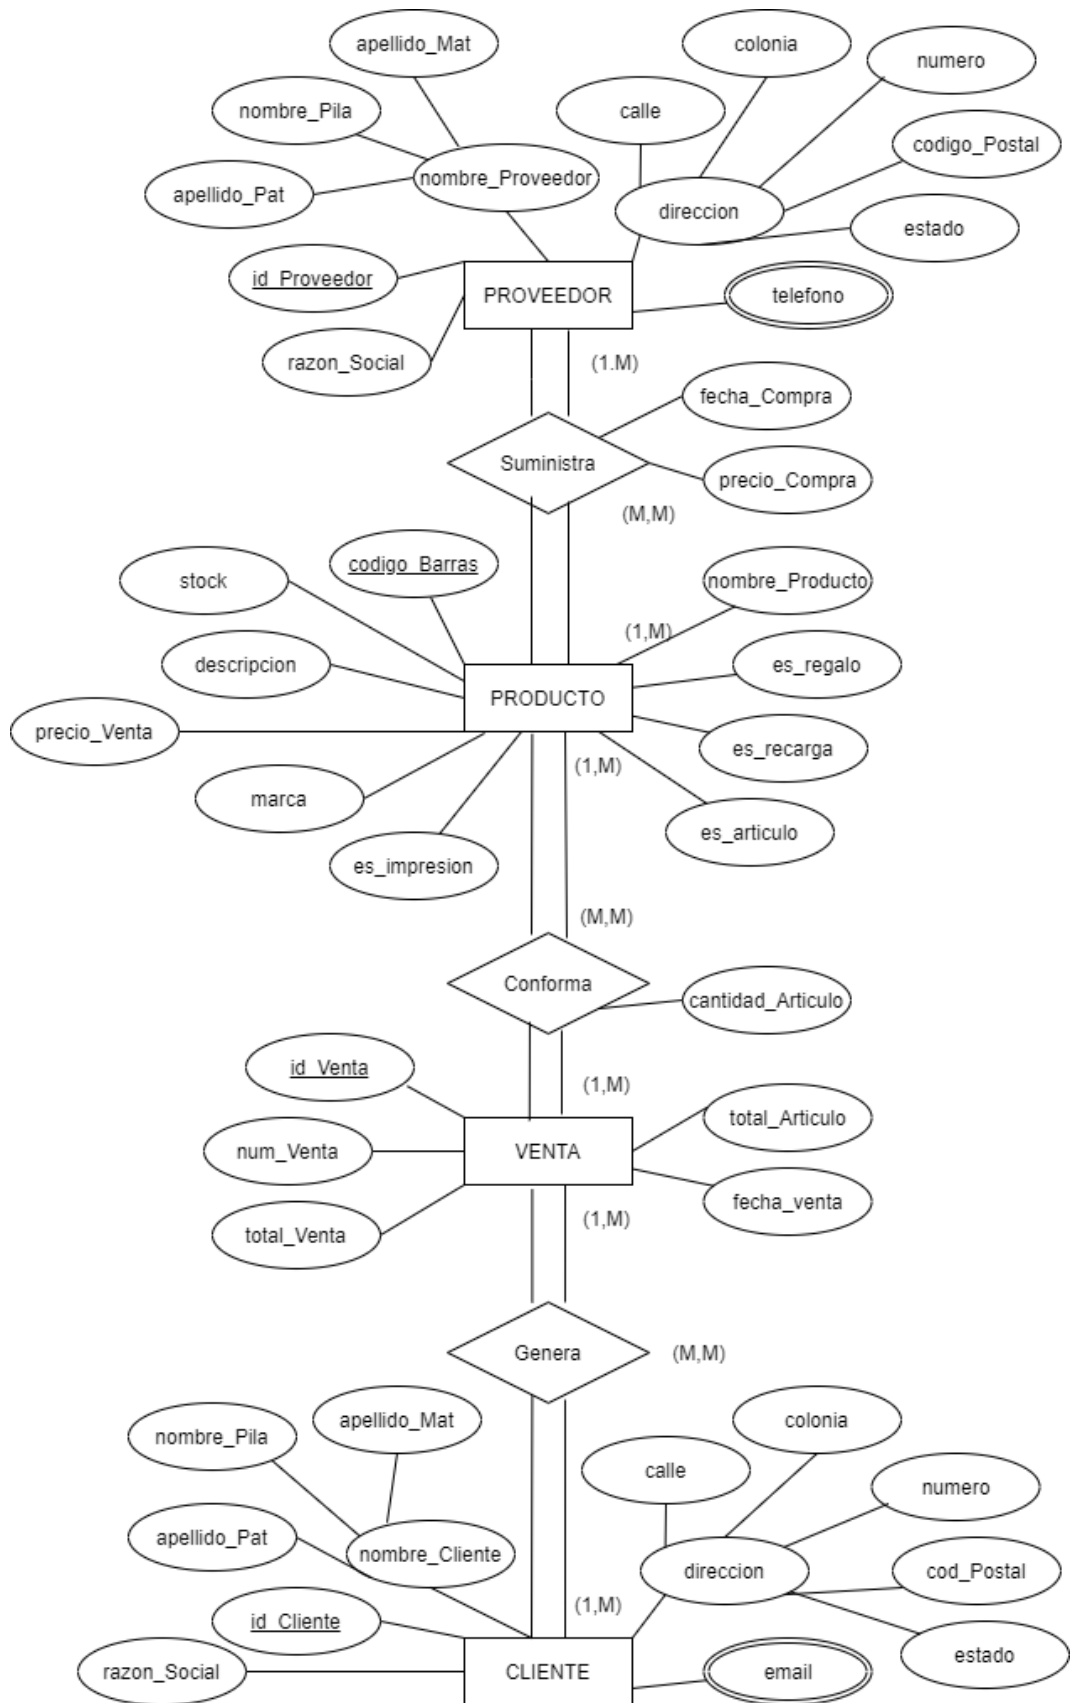 apellido_Mat
colonia
numero
nombre_Pila
calle
codigo_Postal
nombre_Proveedor
apellido_Pat
direccion
estado
id_Proveedor
PROVEEDOR
telefono
razon_Social
(1.M)
fecha_Compra
Suministra
precio_Compra
(M,M)
codigo_Barras
stock
nombre_Producto
(1,M)
descripcion
es_regalo
PRODUCTO
precio_Venta
es_recarga
(1,M)
marca
es_articulo
es_impresion
(M,M)
Conforma
cantidad_Articulo
id_Venta
(1,M)
total_Articulo
num_Venta
VENTA
fecha_venta
(1,M)
total_Venta
Genera
(M,M)
apellido_Mat
colonia
nombre_Pila
calle
numero
apellido_Pat
nombre_Cliente
direccion
cod_Postal
(1,M)
id_Cliente
estado
razon_Social
CLIENTE
email